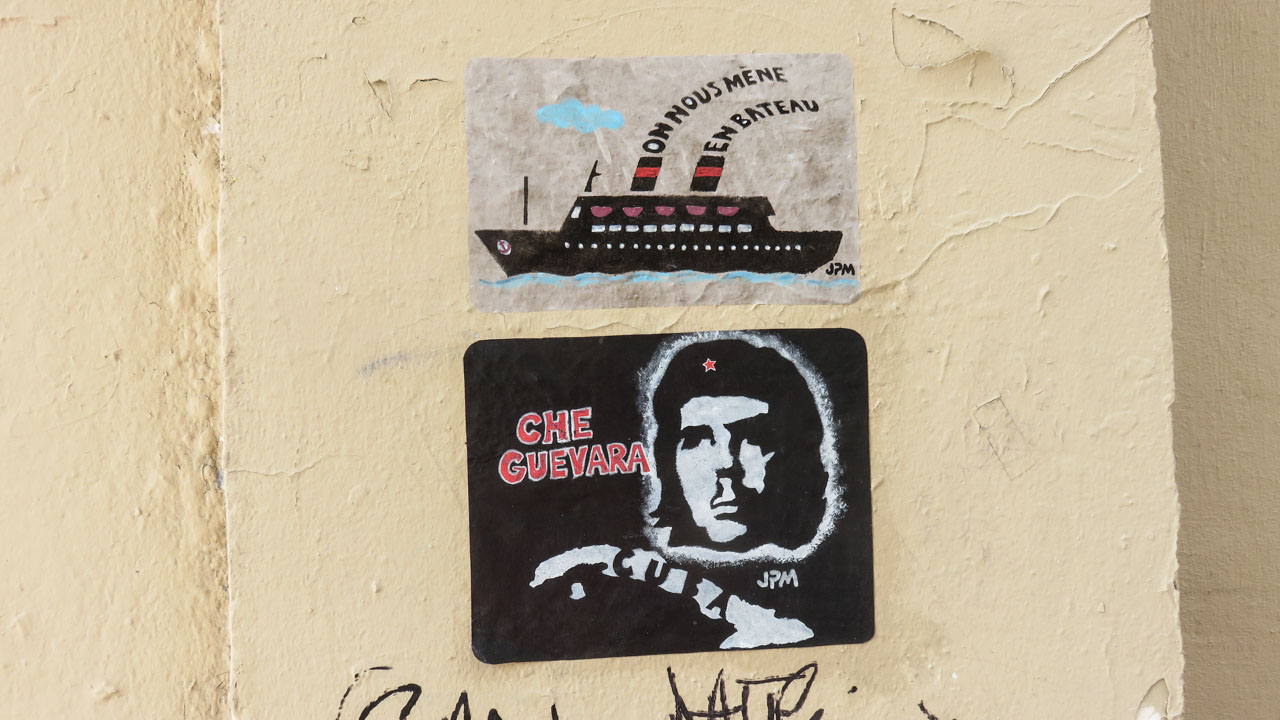 ON NOUS MÈNE
EN BATEAU
JPM
CHE
GUEVARA
CUBA
JPM